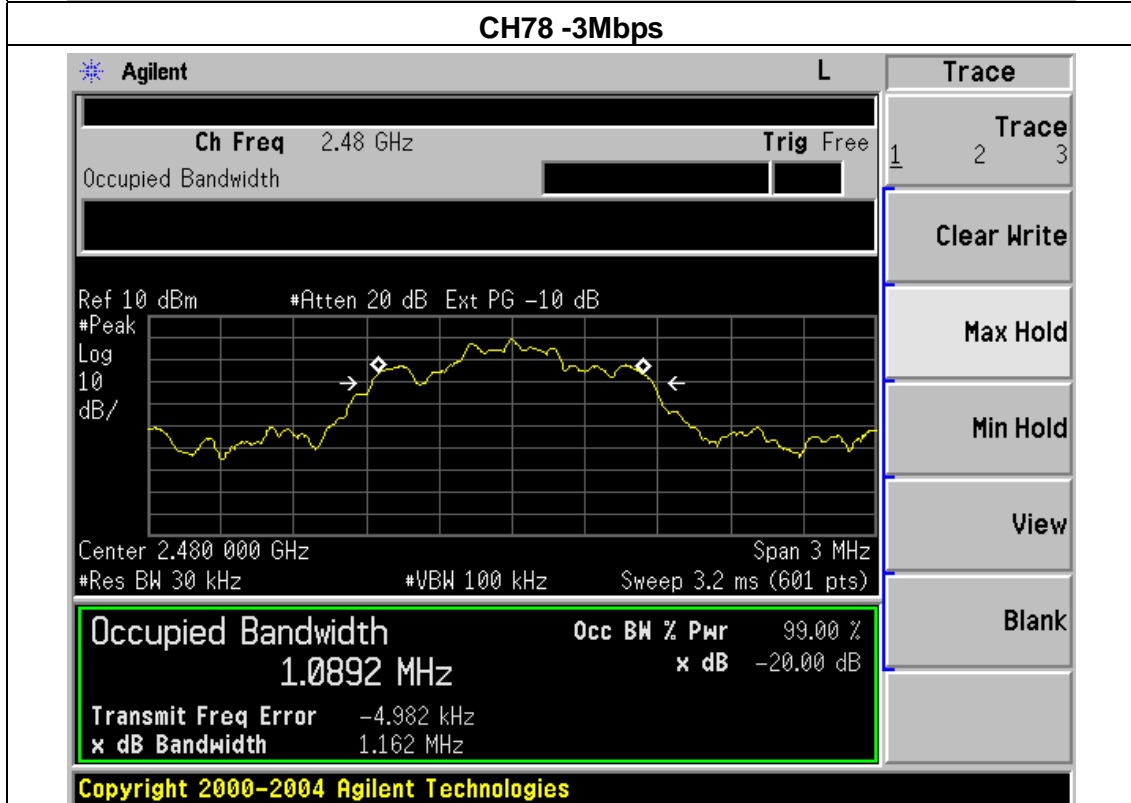 CH78 -3Mbps
Agilent L Trace
Ch Freq 2.48 GHz Trig Free
Occupied Bandwidth
Trace
1 2 3
Clear Write
Max Hold
Min Hold
View
Blank
Ref 10 dBm #Atten 20 dB Ext PG -10 dB
#Peak
Log
10
dB/
Center 2.480 000 GHz Span 3 MHz
#Res BW 30 kHz #VBW 100 kHz Sweep 3.2 ms (601 pts)
Occupied Bandwidth Occ BW % Pwr 99.00 %
1.0892 MHz x dB -20.00 dB
Transmit Freq Error -4.982 kHz
x dB Bandwidth 1.162 MHz
Copyright 2000-2004 Agilent Technologies